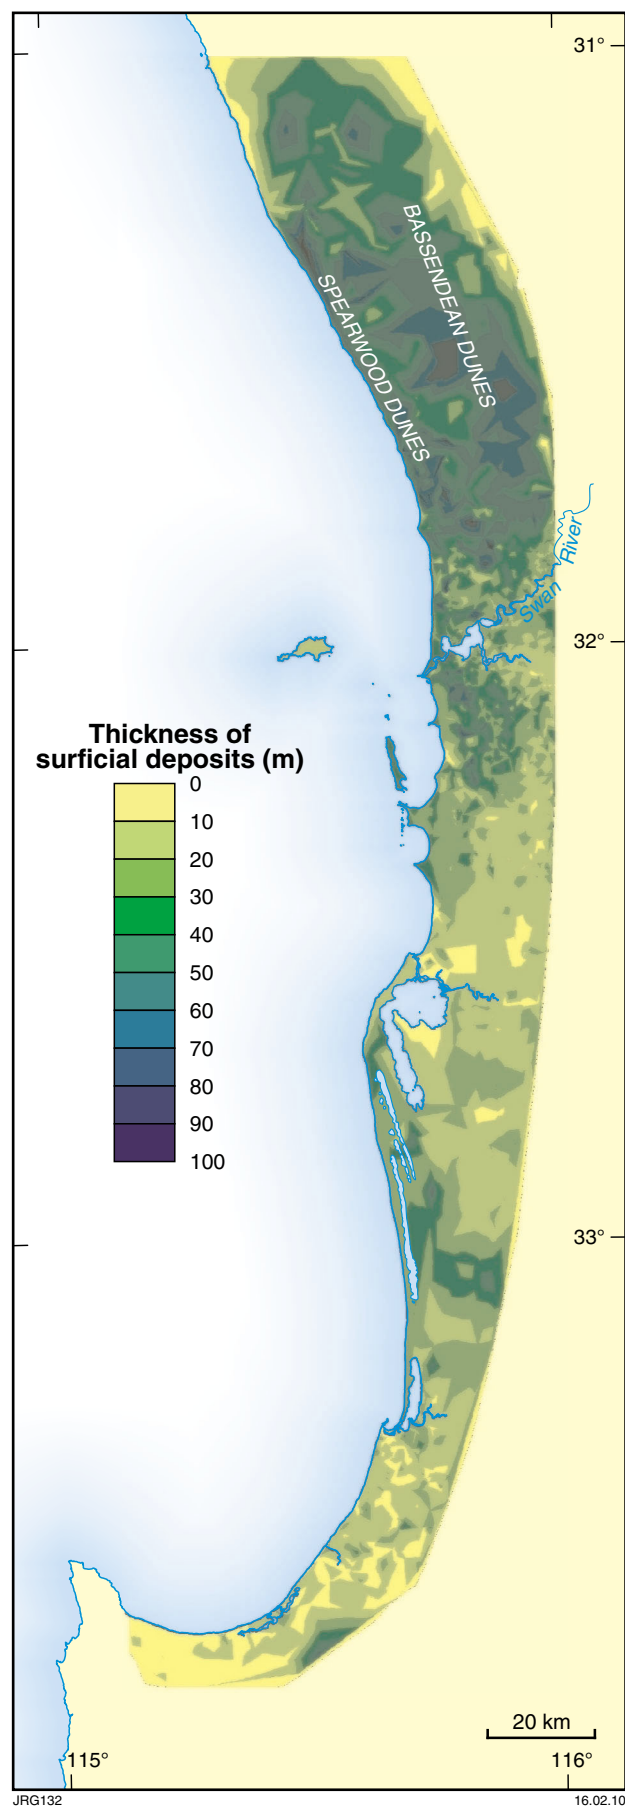 31°
BASSENDEAN DUNES
SPEARWOOD DUNES
Swan River
32°
Thickness of
surficial deposits (m)
0
10
20
30
40
50
60
70
80
90
100
33°
20 km
115°
116°
JRG132
16.02.10